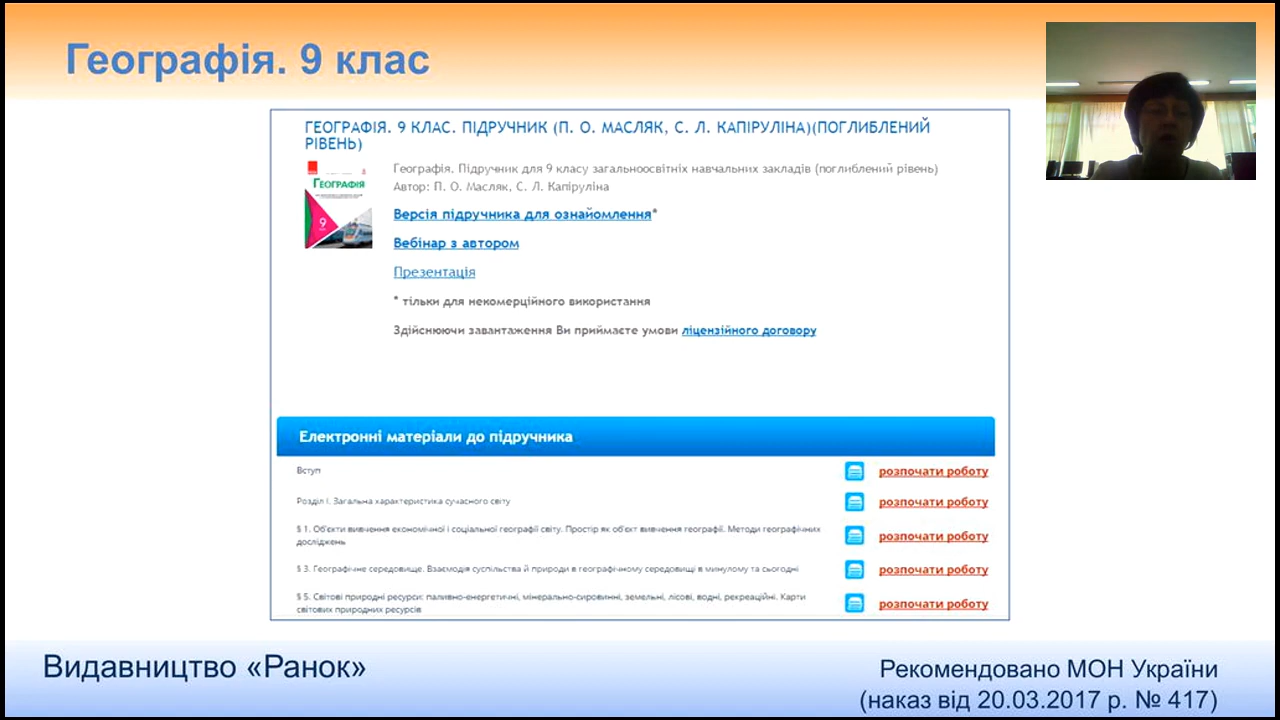 Географія. 9 клас
ГЕОГРАФІЯ. 9 КЛАС. ПІДРУЧНИК (П. О. МАСЛЯК, С. Л. КАПІРУЛІНА)(ПОГЛИБЛЕНИЙ
РІВЕНЬ)
ГЕОГРАФІЯ
9
Географія. Підручник для 9 класу загальноосвітніх навчальних закладів (поглиблений рівень)
Автор: П. О. Масляк, С. Л. Капіруліна
Версія підручника для ознайомлення*
Вебінар з автором
Презентація
* тільки для некомерційного використання
Здійснюючи завантаження Ви приймаєте умови ліцензійного договору
Електронні матеріали до підручника
Вступ розпочати роботу
Розділ І. Загальна характеристика сучасного світу розпочати роботу
§ 1. Об'єкти вивчення економічної і соціальної географії світу. Простір як об'єкт вивчення географії. Методи географічних
досліджень розпочати роботу
§ 3. Географічне середовище. Взаємодія суспільства й природи в географічному середовищі в минулому та сьогодні розпочати роботу
§ 5. Світові природні ресурси: паливно-енергетичні, мінерально-сировинні, земельні, лісові, водні, рекреаційні. Карти
світових природних ресурсів розпочати роботу
Видавництво «Ранок»
Рекомендовано МОН України
(наказ від 20.03.2017 р. № 417)